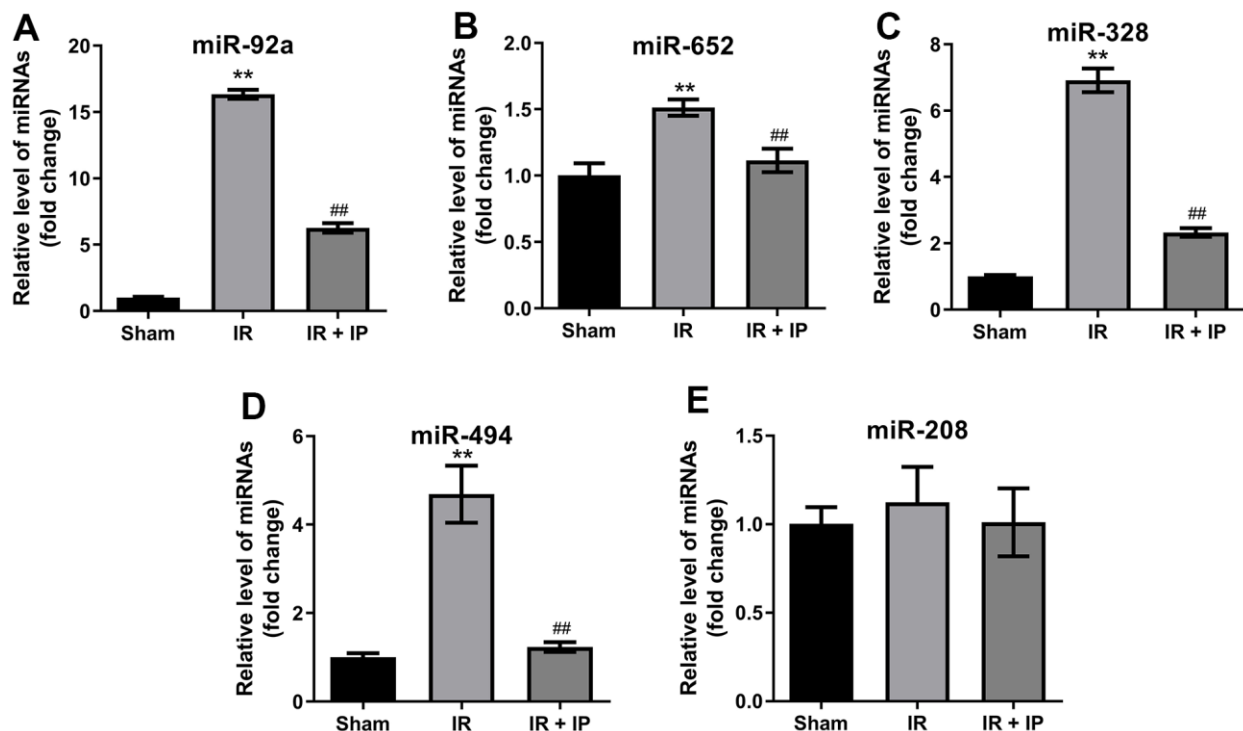 A
miR-92a
Relative level of miRNAs
(fold change)
20
15
10
5
0
**
##
Sham
IR
IR + IP
B
miR-652
Relative level of miRNAs
(fold change)
2.0
1.5
1.0
0.5
0.0
**
##
Sham
IR
IR + IP
C
miR-328
Relative level of miRNAs
(fold change)
8
6
4
2
0
**
##
Sham
IR
IR + IP
D
miR-494
Relative level of miRNAs
(fold change)
6
4
2
0
**
##
Sham
IR
IR + IP
E
miR-208
Relative level of miRNAs
(fold change)
1.5
1.0
0.5
0.0
Sham
IR
IR + IP